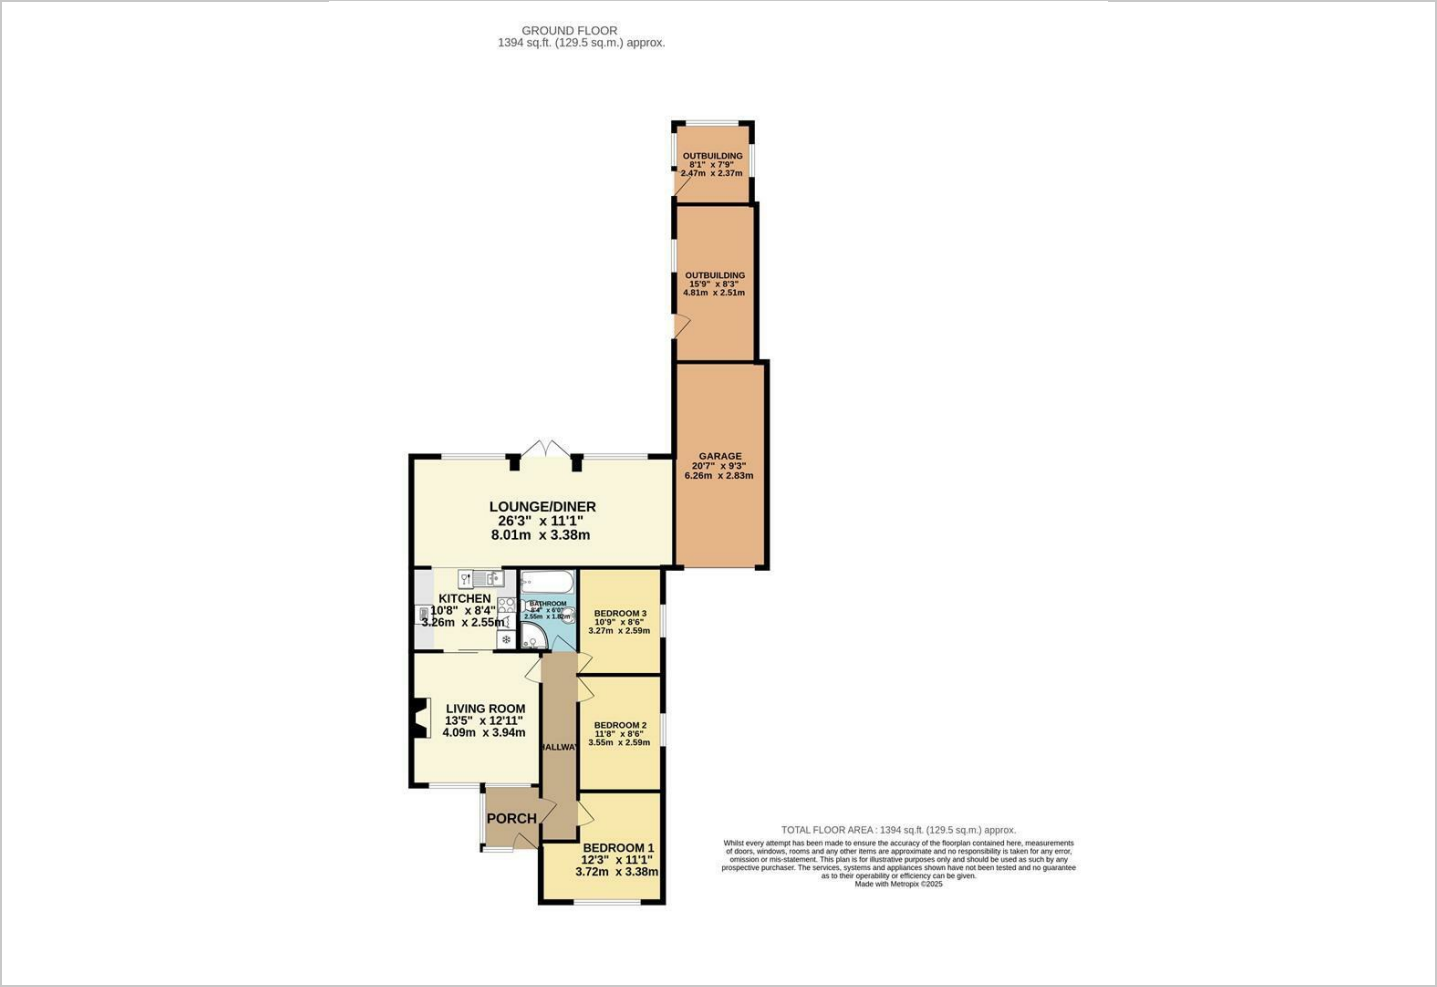 GROUND FLOOR
1394 sq.ft. (129.5 sq.m.) approx.
OUTBUILDING
8'1" x 7'9"
2.47m x 2.37m
OUTBUILDING
15'9" x 8'3"
4.81m x 2.51m
GARAGE
20'7" x 9'3"
6.26m x 2.83m
LOUNGE/DINER
26'3" x 11'1"
8.01m x 3.38m
KITCHEN
10'8" x 8'4"
3.26m x 2.55m
BATHROOM
8'4" x 6'0"
2.55m x 1.82m
BEDROOM 3
10'9" x 8'6"
3.27m x 2.59m
LIVING ROOM
13'5" x 12'11"
4.09m x 3.94m
BEDROOM 2
11'8" x 8'6"
3.55m x 2.59m
HALLWAY
PORCH
BEDROOM 1
12'3" x 11'1"
3.72m x 3.38m
TOTAL FLOOR AREA : 1394 sq.ft. (129.5 sq.m.) approx.
Whilst every attempt has been made to ensure the accuracy of the floorplan contained here, measurements
of doors, windows, rooms and any other items are approximate and no responsibility is taken for any error,
omission or mis-statement. This plan is for illustrative purposes only and should be used as such by any
prospective purchaser. The services, systems and appliances shown have not been tested and no guarantee
as to their operability or efficiency can be given.
Made with Metropix ©2025